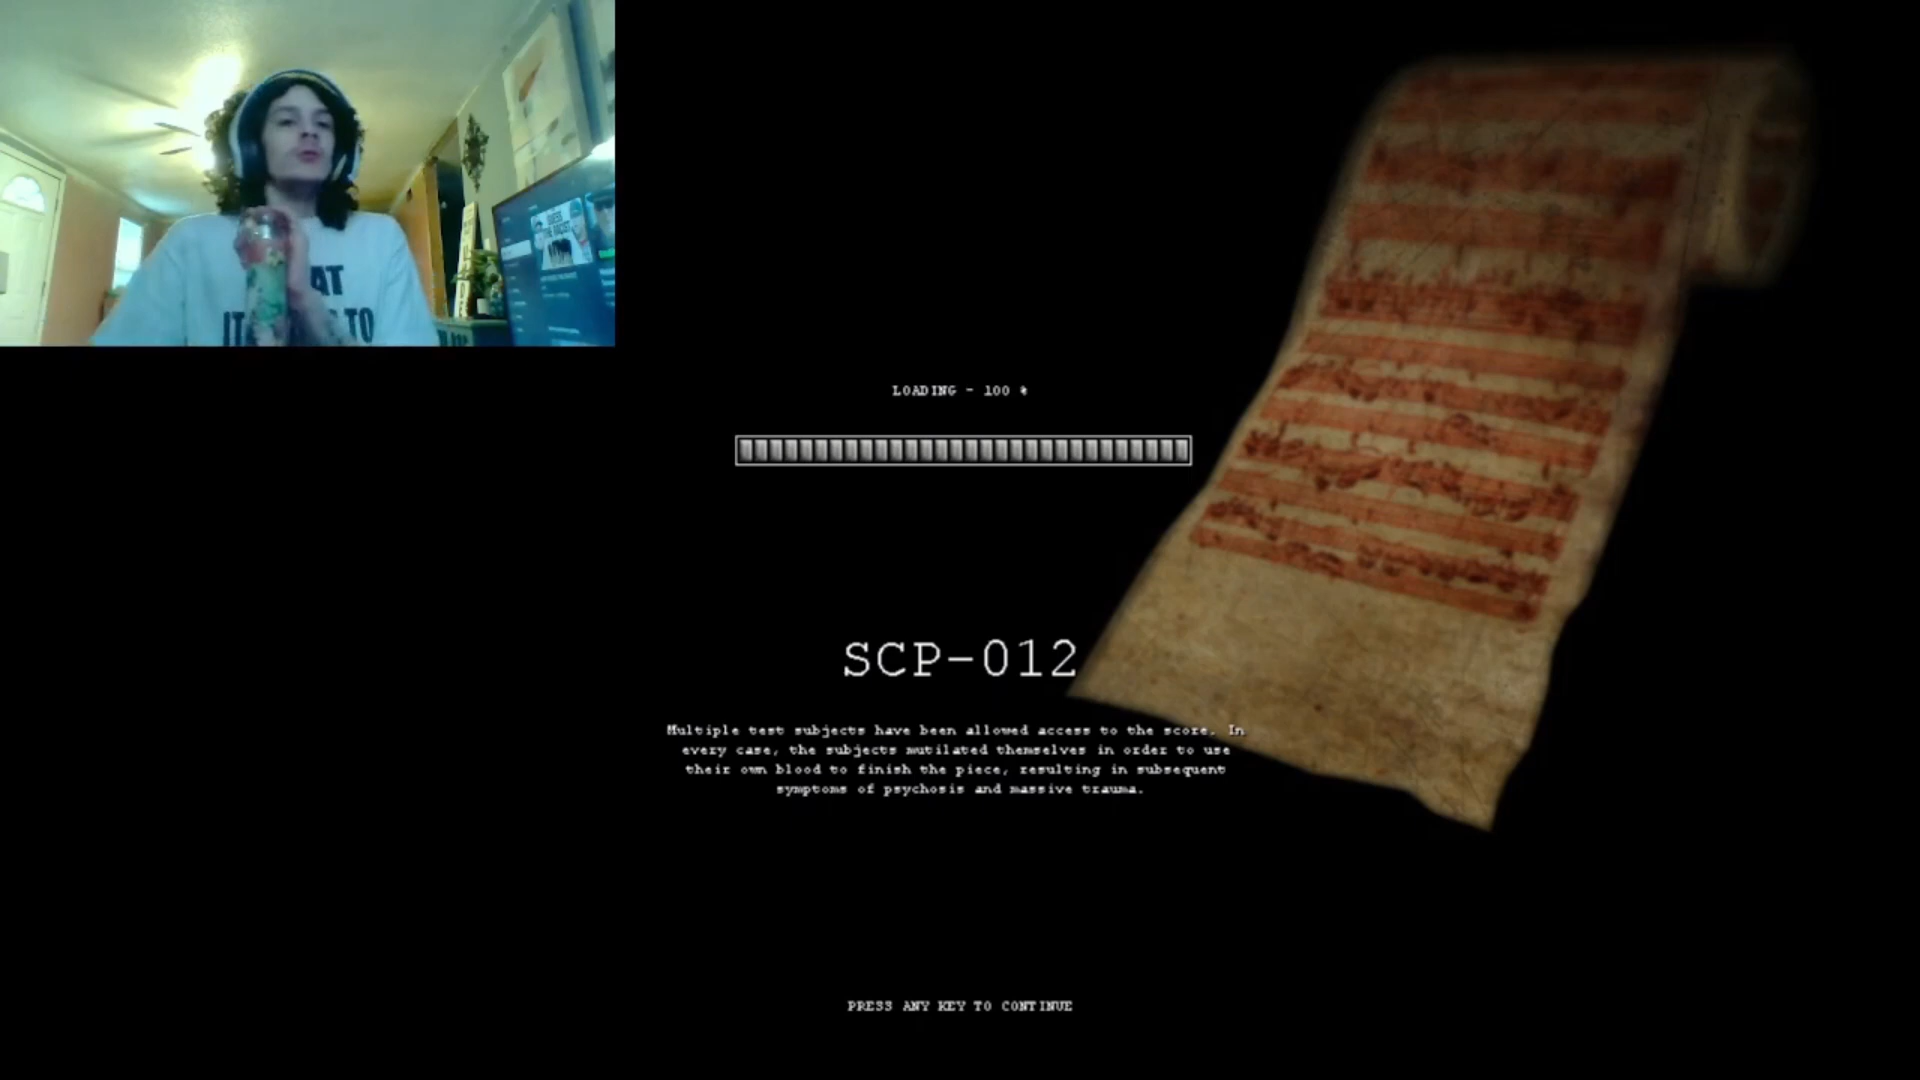 AT
TO
LOADING - 100 %
SCP-012
Multiple test subjects have been allowed access to the score. In
every case, the subjects mutilated themselves in order to use
their own blood to finish the piece, resulting in subsequent
symptoms of psychosis and massive trauma.
PRESS ANY KEY TO CONTINUE